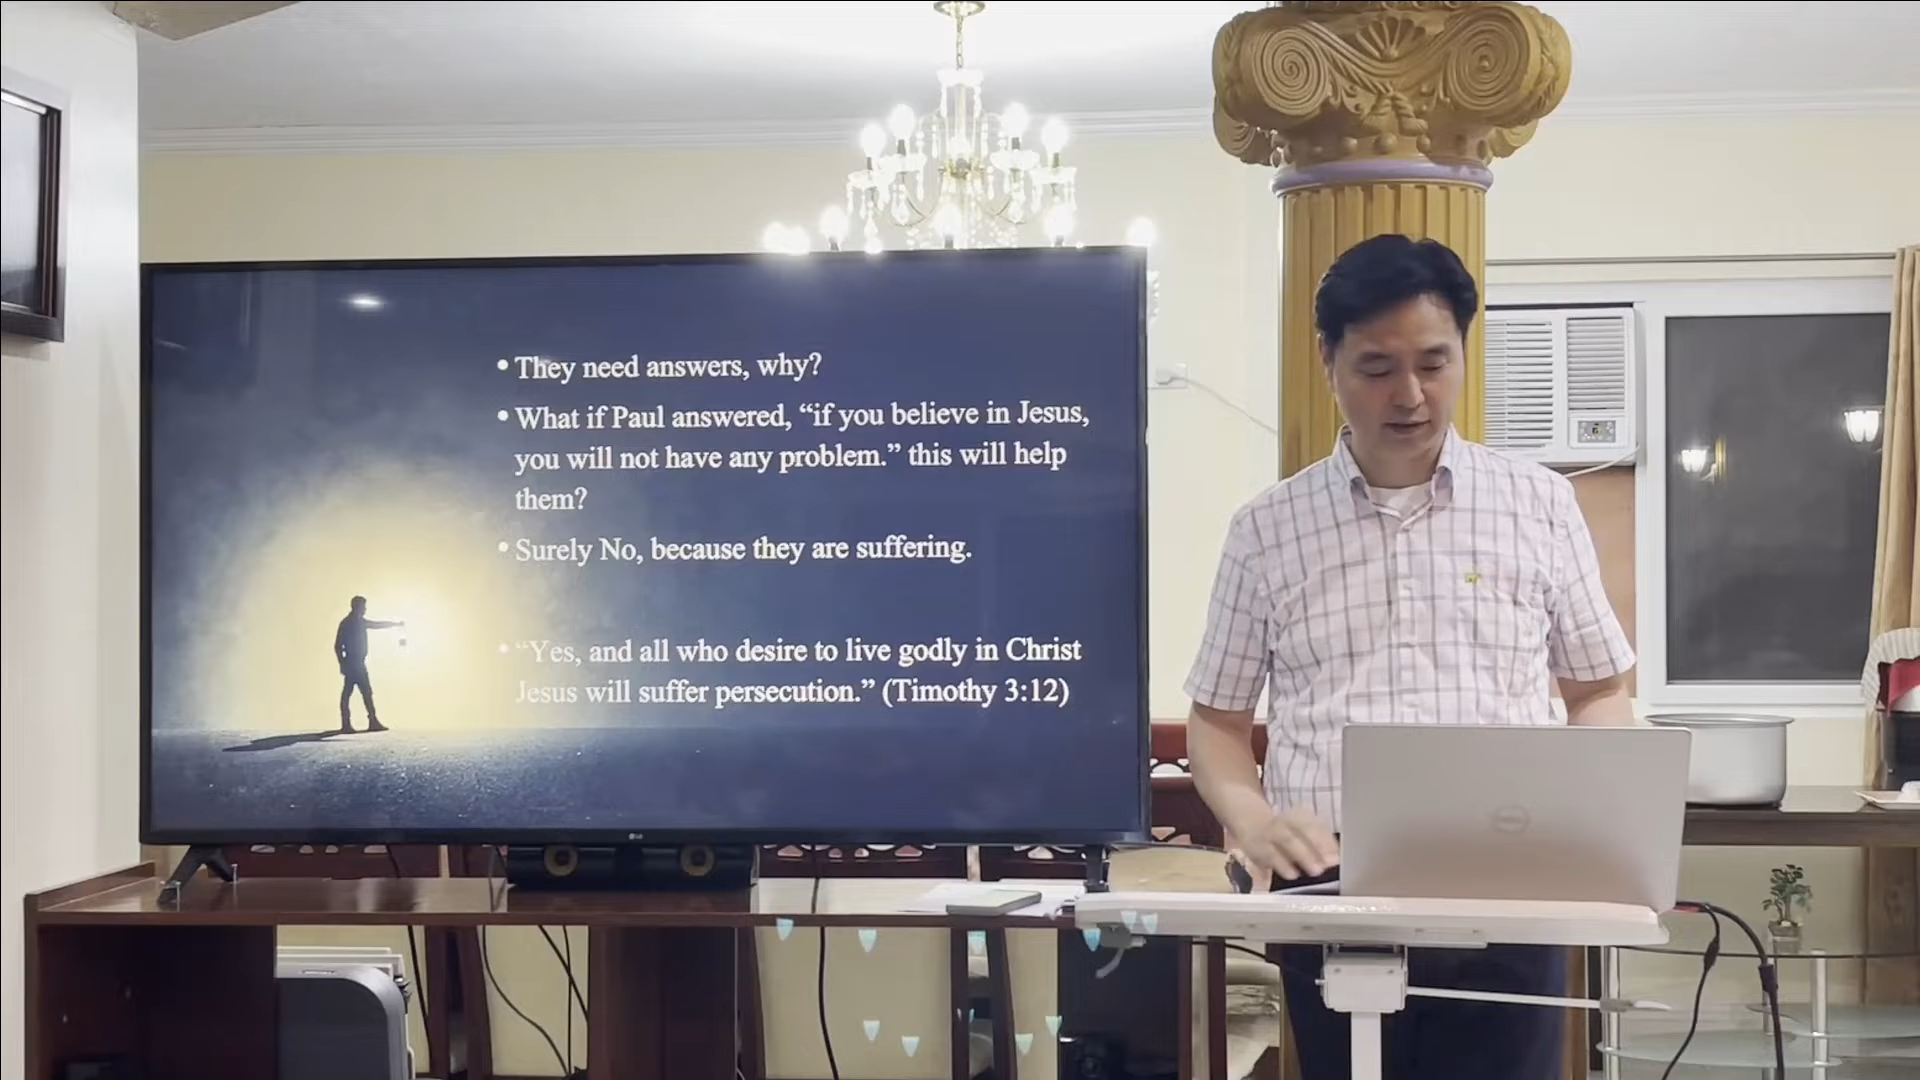 • They need answers, why?
• What if Paul answered, “if you believe in Jesus,
you will not have any problem.” this will help
them?
• Surely No, because they are suffering.
• “Yes, and all who desire to live godly in Christ
Jesus will suffer persecution.” (Timothy 3:12)
LG
DELL